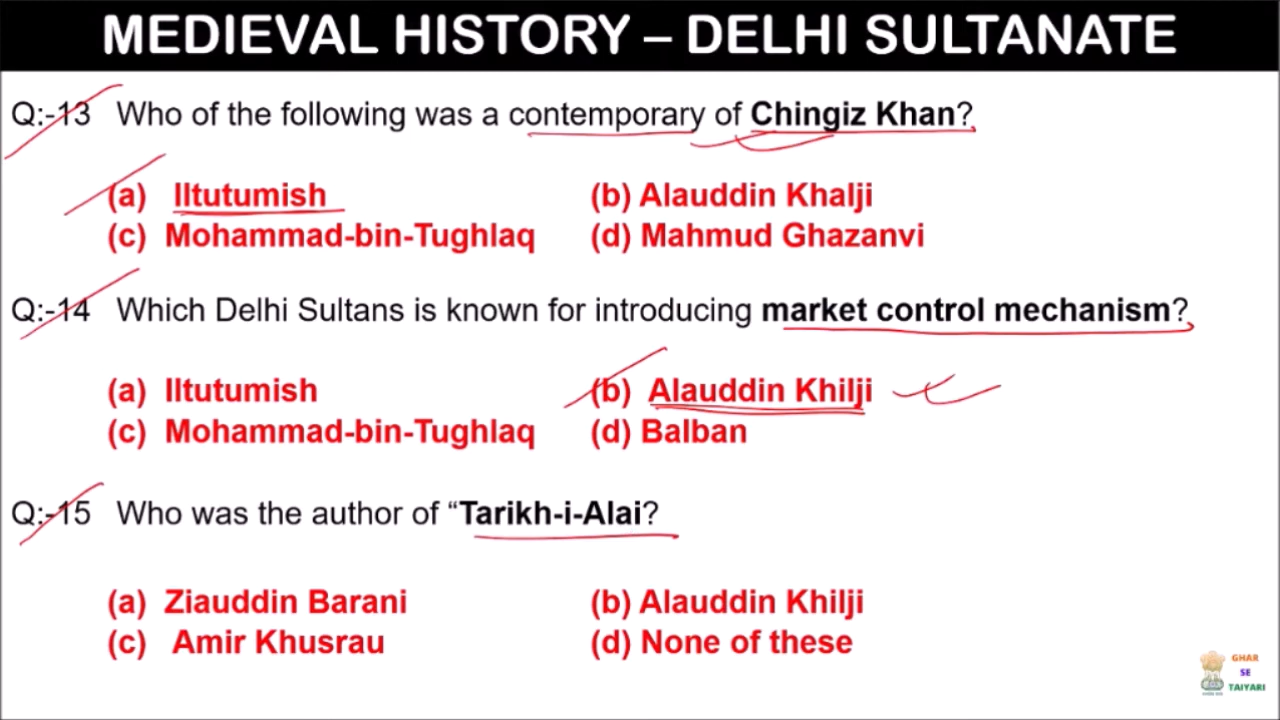 MEDIEVAL HISTORY – DELHI SULTANATE
Q:-13 Who of the following was a contemporary of Chingiz Khan?
(a) Iltutumish (b) Alauddin Khalji
(c) Mohammad-bin-Tughlaq (d) Mahmud Ghazanvi
Q:-14 Which Delhi Sultans is known for introducing market control mechanism?
(a) Iltutumish (b) Alauddin Khilji
(c) Mohammad-bin-Tughlaq (d) Balban
Q:-15 Who was the author of “Tarikh-i-Alai?
(a) Ziauddin Barani (b) Alauddin Khilji
(c) Amir Khusrau (d) None of these
GHAR
SE
TAIYARI